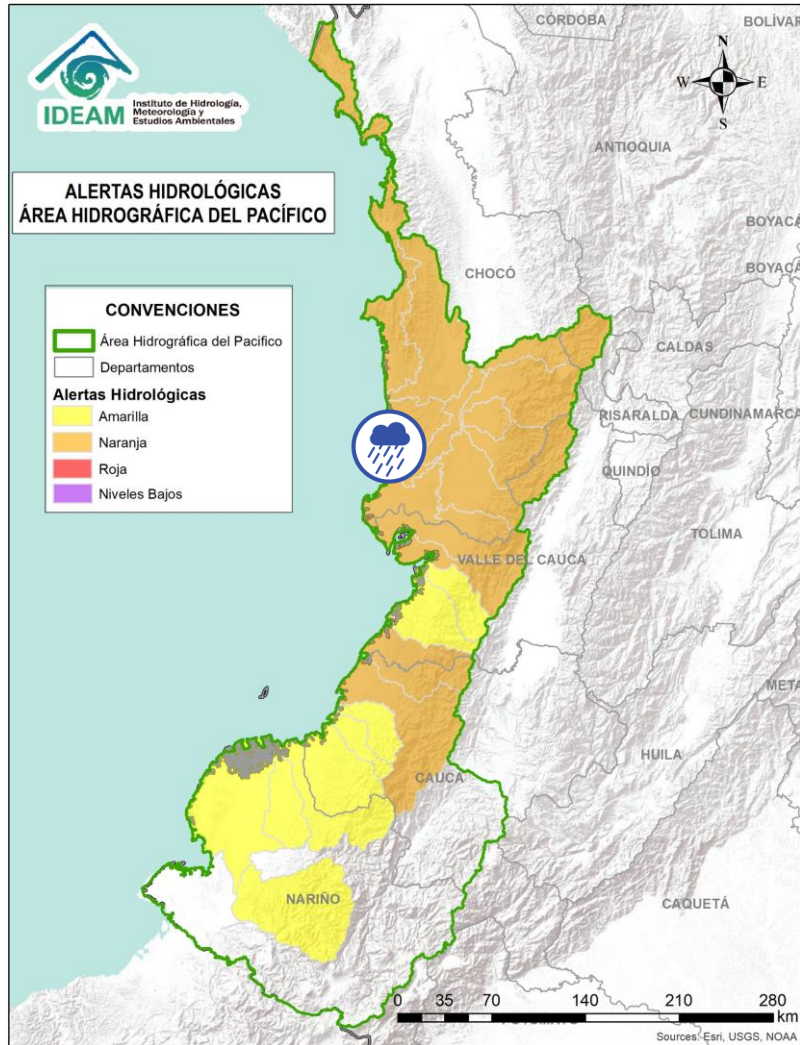 IDEAM
Instituto de Hidrología,
Meteorología y
Estudios Ambientales
ALERTAS HIDROLÓGICAS
ÁREA HIDROGRÁFICA DEL PACÍFICO
CONVENCIONES
Área Hidrográfica del Pacifico
Departamentos
Alertas Hidrológicas
Amarilla
Naranja
Roja
Niveles Bajos
CÓRDOBA
BOLÍVAR
N
W
E
S
ANTIOQUIA
BOYACÁ
CHOCÓ
BOYACÁ
CALDAS
RISARALDA
CUNDINAMARCA
QUINDÍO
TOLIMA
VALLE DEL CAUCA
META
HUILA
CAUCA
NARIÑO
CAQUETÁ
0 35 70 140 210 280
km
Sources: Esri, USGS, NOAA